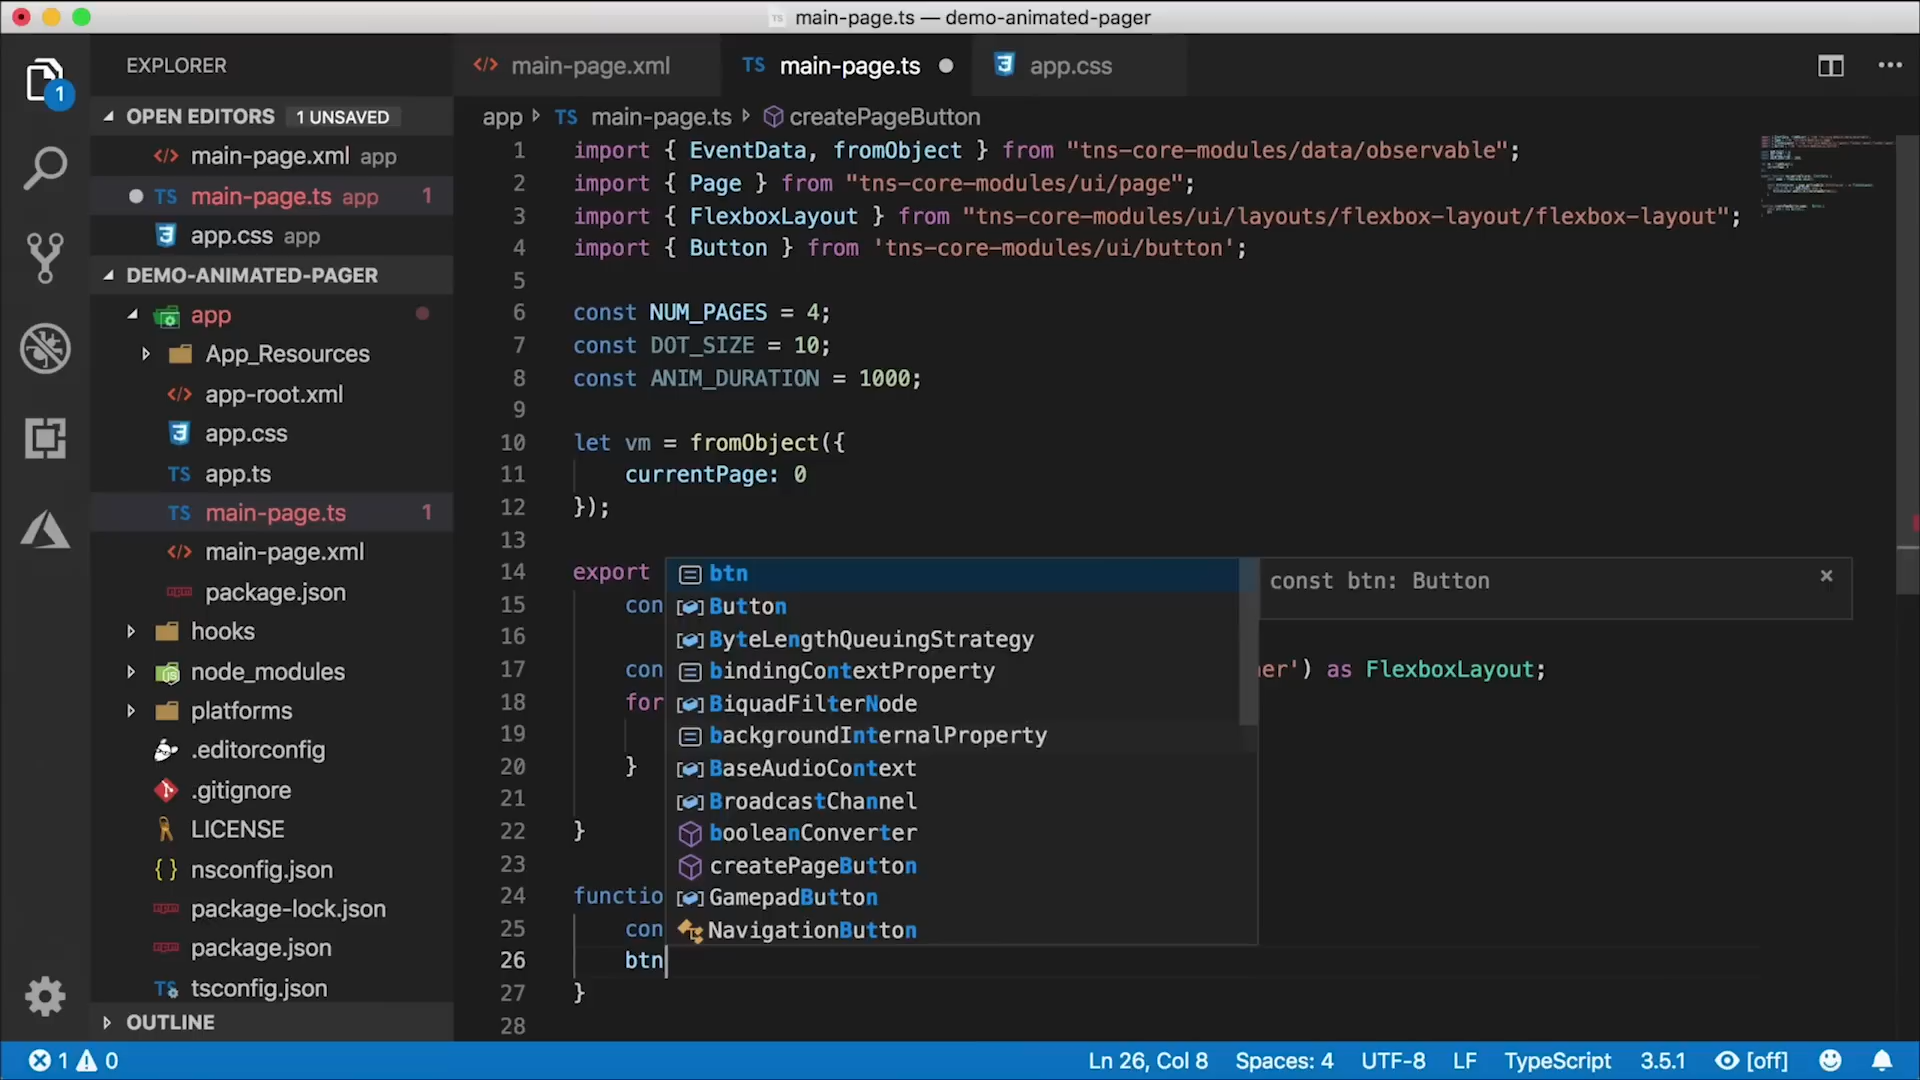 main-page.ts — demo-animated-pager
EXPLORER
OPEN EDITORS 1 UNSAVED
main-page.xml app
main-page.ts app 1
app.css app
DEMO-ANIMATED-PAGER
app
App_Resources
app-root.xml
app.css
TS app.ts
TS main-page.ts 1
main-page.xml
package.json
hooks
node_modules
platforms
.editorconfig
.gitignore
LICENSE
nsconfig.json
package-lock.json
package.json
tsconfig.json
OUTLINE
main-page.xml TS main-page.ts app.css
app TS main-page.ts createPageButton
1 import { EventData, fromObject } from "tns-core-modules/data/observable";
2 import { Page } from "tns-core-modules/ui/page";
3 import { FlexboxLayout } from "tns-core-modules/ui/layouts/flexbox-layout/flexbox-layout";
4 import { Button } from 'tns-core-modules/ui/button';
5
6 const NUM_PAGES = 4;
7 const DOT_SIZE = 10;
8 const ANIM_DURATION = 1000;
9
10 let vm = fromObject({
11 currentPage: 0
12 });
13
14 export
15 con
16
17 con er') as FlexboxLayout;
18 for
19
20 }
21
22 }
23
24 functio
25 con
26 btn
27 }
28
btn
Button
ByteLengthQueuingStrategy
bindingContextProperty
BiquadFilterNode
backgroundInternalProperty
BaseAudioContext
BroadcastChannel
booleanConverter
createPageButton
GamepadButton
NavigationButton
const btn: Button
1 0 Ln 26, Col 8 Spaces: 4 UTF-8 LF TypeScript 3.5.1 [off]